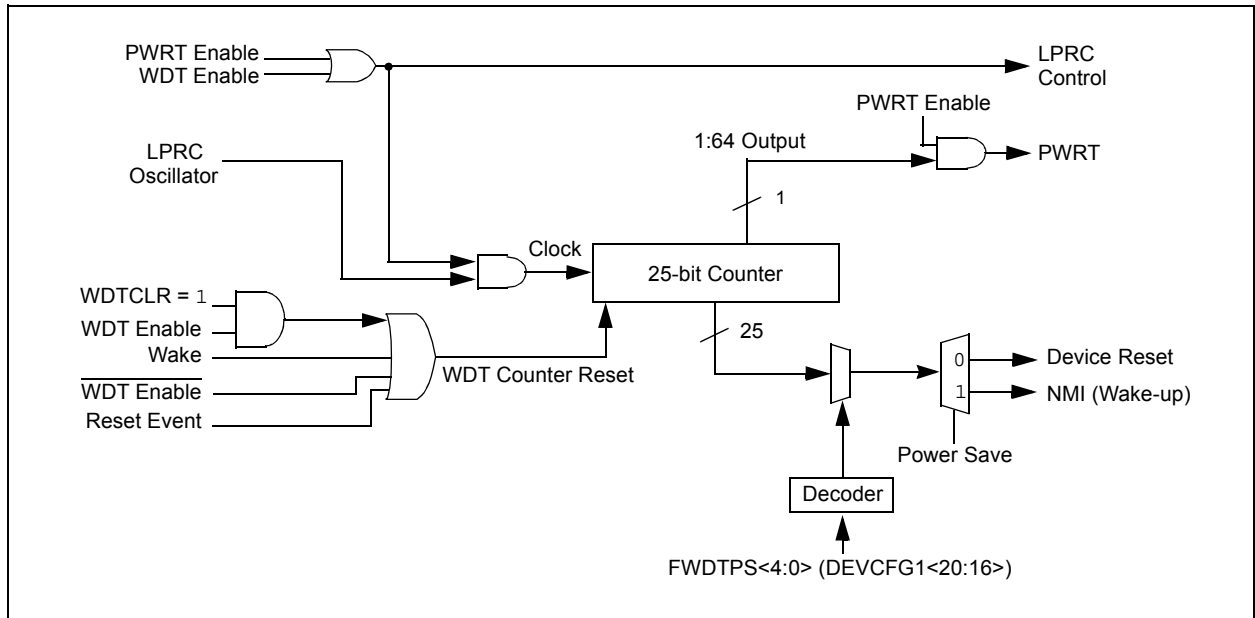 PWRT Enable
WDT Enable
LPRC
Control
PWRT Enable
1:64 Output
LPRC
Oscillator
PWRT
1
Clock
25-bit Counter
WDTCLR = 1
WDT Enable
Wake
WDT Enable
Reset Event
WDT Counter Reset
25
0
1
Device Reset
NMI (Wake-up)
Power Save
Decoder
FWDTPS<4:0> (DEVCFG1<20:16>)